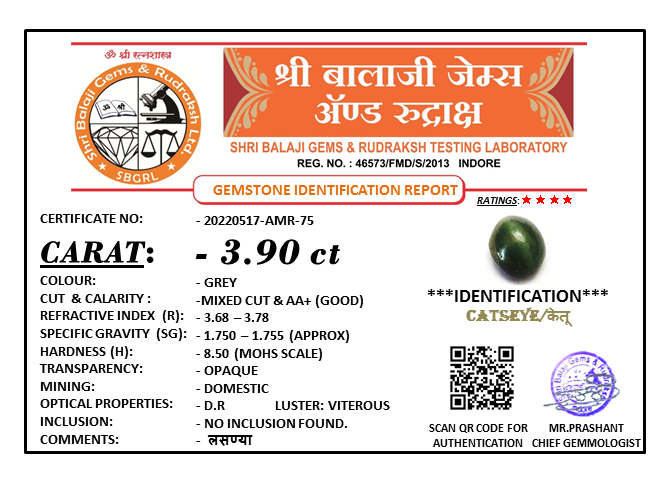 ॐ श्री रत्नशास्त्र
Shri Balaji Gems & Rudraksh Ltd.
SBGRL
श्री बालाजी जेम्स
ॲण्ड रुद्राक्ष
SHRI BALAJI GEMS & RUDRAKSH TESTING LABORATORY
REG. NO. : 46573/FMD/S/2013 INDORE
GEMSTONE IDENTIFICATION REPORT
RATINGS:★ ★ ★ ★
CERTIFICATE NO: - 20220517-AMR-75
CARAT: - 3.90 ct
COLOUR: - GREY
CUT & CALARITY : -MIXED CUT & AA+ (GOOD)
REFRACTIVE INDEX (R): - 3.68 – 3.78
SPECIFIC GRAVITY (SG): - 1.750 – 1.755 (APPROX)
HARDNESS (H): - 8.50 (MOHS SCALE)
TRANSPARENCY: - OPAQUE
MINING: - DOMESTIC
OPTICAL PROPERTIES: - D.R LUSTER: VITEROUS
INCLUSION: - NO INCLUSION FOUND.
COMMENTS: - लसण्या
***IDENTIFICATION***
CATSEYE/केतू
SCAN QR CODE FOR
AUTHENTICATION
MR.PRASHANT
CHIEF GEMMOLOGIST